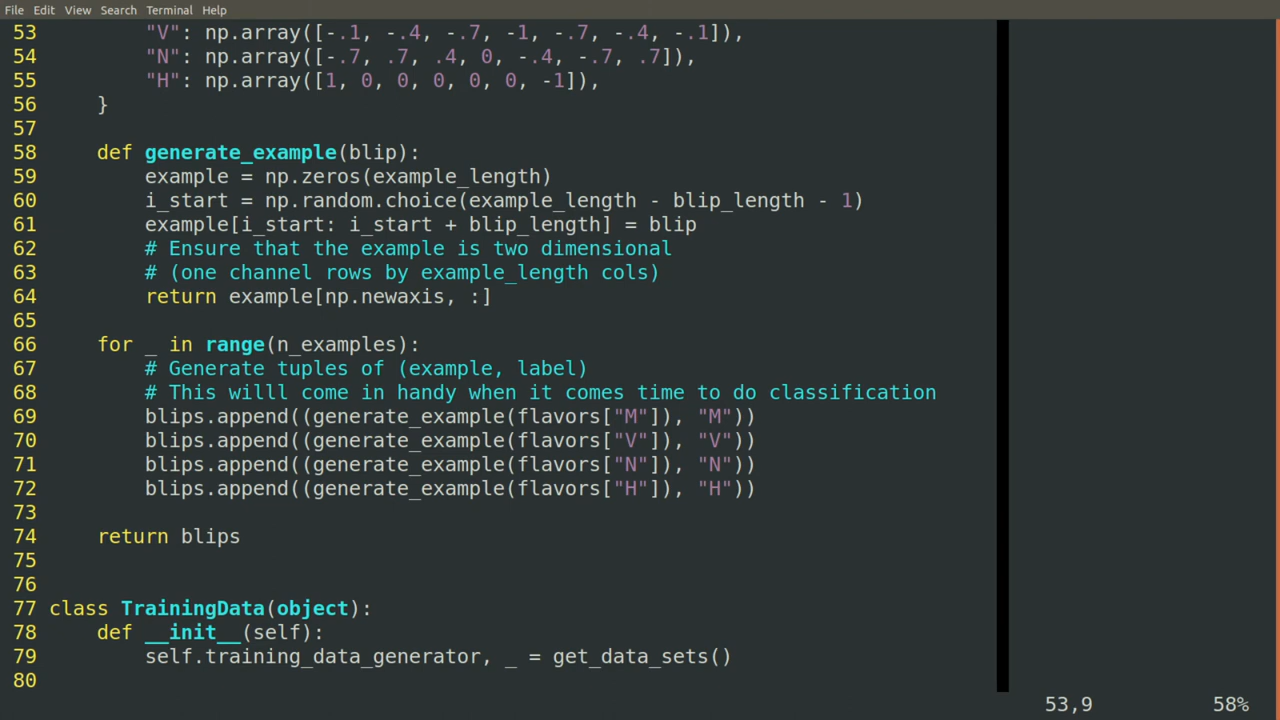 File Edit View Search Terminal Help
53         "V": np.array([-.1, -.4, -.7, -1, -.7, -.4, -.1]),
54         "N": np.array([-.7, .7, .4, 0, -.4, -.7, .7]),
55         "H": np.array([1, 0, 0, 0, 0, 0, -1]),
56     }
57
58     def generate_example(blip):
59         example = np.zeros(example_length)
60         i_start = np.random.choice(example_length - blip_length - 1)
61         example[i_start: i_start + blip_length] = blip
62         # Ensure that the example is two dimensional
63         # (one channel rows by example_length cols)
64         return example[np.newaxis, :]
65
66     for _ in range(n_examples):
67         # Generate tuples of (example, label)
68         # This willl come in handy when it comes time to do classification
69         blips.append((generate_example(flavors["M"]), "M"))
70         blips.append((generate_example(flavors["V"]), "V"))
71         blips.append((generate_example(flavors["N"]), "N"))
72         blips.append((generate_example(flavors["H"]), "H"))
73
74     return blips
75
76
77 class TrainingData(object):
78     def __init__(self):
79         self.training_data_generator, _ = get_data_sets()
80
53,9 58%